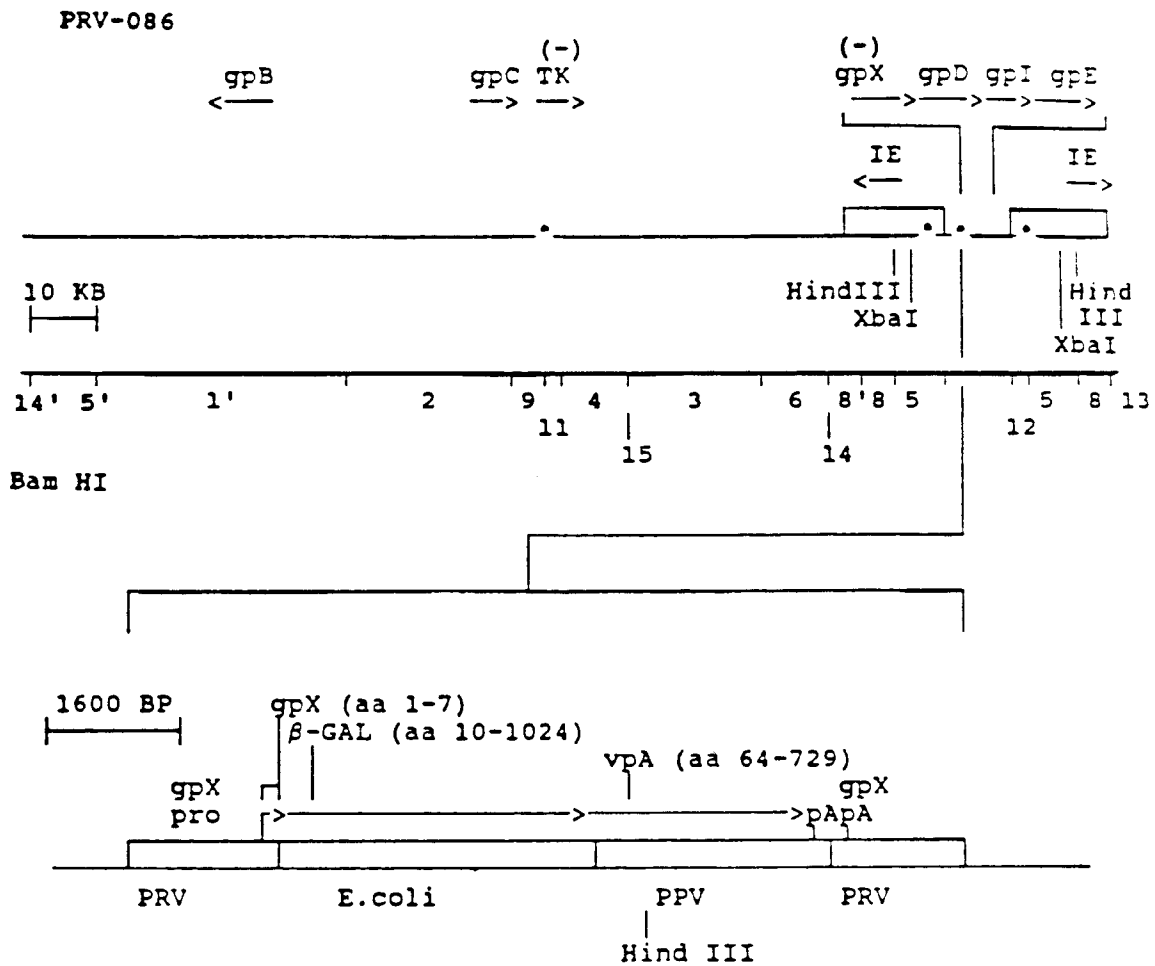 PRV-086
(-) (-)
gpB gpC TK gpX gpD gpI gpE
IE IE
10 KB
HindIII Hind
XbaI III
XbaI
14' 5' 1' 2 9 4 3 6 8' 8 5 5 8 13
11 12
15 14
Bam HI
1600 BP gpX (aa 1-7)
β-GAL (aa 10-1024)
vpA (aa 64-729)
gpX gpX
pro pA pA
PRV E.coli PPV PRV
Hind III